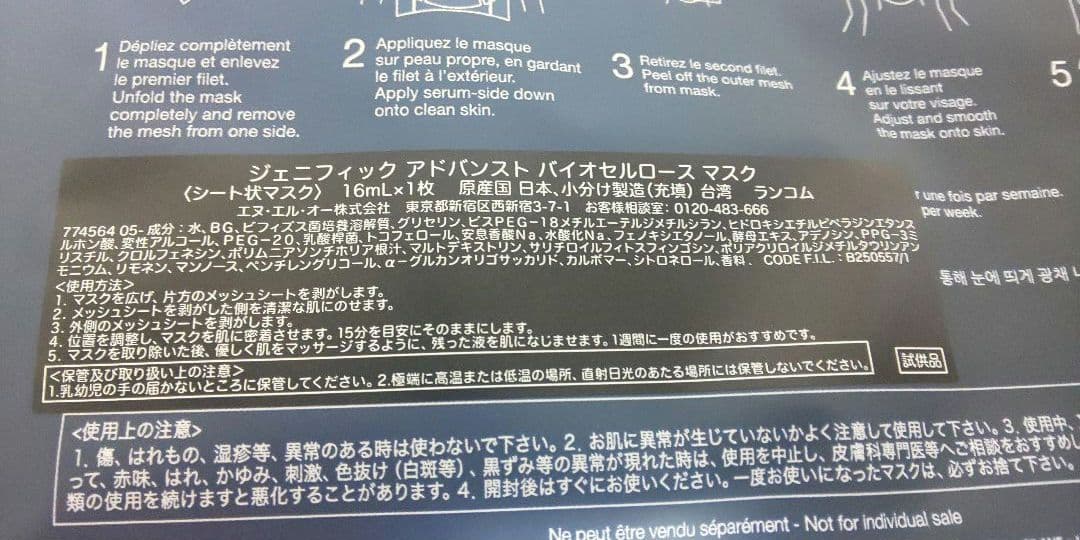 1 Dépliez complètement
le masque et enlevez
le premier filet.
Unfold the mask
completely and remove
the mesh from one side.
2 Appliquez le masque
sur peau propre, en gardant
le filet à l'extérieur.
Apply serum-side down
onto clean skin.
3 Retirez le second filet.
Peel off the outer mesh
from mask.
4 Ajustez le masque
en le lissant
sur votre visage.
Adjust and smooth
the mask onto skin.
5
ジェニフィック アドバンスト バイオセルロース マスク
〈シート状マスク〉 16mL×1枚 原産国 日本、小分け製造(充填) 台湾 ランコム
エヌ・エル・オー株式会社 東京都新宿区西新宿3-7-1 お客様相談室:0120-483-666
774564 05- 成分:水、BG、ビフィズス菌培養溶解質、グリセリン、ビスPEG-18メチルエーテルジメチルシラン、ヒドロキシエチルピペラジンエタンス
ルホン酸、変性アルコール、PEG-20、乳酸桿菌、トコフェロール、安息香酸Na、水酸化Na、フェノキシエタノール、酵母エキス、アデノシン、PPG-3ミ
リスチル、クロルフェネシン、ポリムニアソンチホリア根汁、マルトデキストリン、サリチロイルフィトスフィンゴシン、ポリアクリロイルジメチルタウリンアン
モニウム、リモネン、マンノース、ペンチレングリコール、α-グルカンオリゴサッカリド、カルボマー、シトロネロール、香料. CODE F.I.L.:B250557/1
<使用方法>
1. マスクを広げ、片方のメッシュシートを剥がします。
2. メッシュシートを剥がした側を清潔な肌にのせます。
3. 外側のメッシュシートを剥がします。
4. 位置を調整し、マスクを肌に密着させます。15分を目安にそのままにします。
5. マスクを取り除いた後、優しく肌をマッサージするように、残った液を肌になじませます。1週間に一度の使用がおすすめです。
<保管及び取り扱い上の注意>
1.乳幼児の手の届かないところに保管してください。2.極端に高温または低温の場所、直射日光のあたる場所には保管しないでください。
試供品
r une fois par semaine.
per week.
통해 눈에 띄게 광채
<使用上の注意>
1. 傷、はれもの、湿疹等、異常のある時は使わないで下さい。2. お肌に異常が生じていないかよく注意して使用して下さい。3. 使用中、
って、赤味、はれ、かゆみ、刺激、色抜け(白斑等)、黒ずみ等の異常が現れた時は、使用を中止し、皮膚科専門医等へご相談をおすすめし
類の使用を続けますと悪化することがあります。4. 開封後はすぐにお使いください。一度お使いになったマスクは、必ずお捨て下さい。
Ne peut être vendu séparément - Not for individual sale